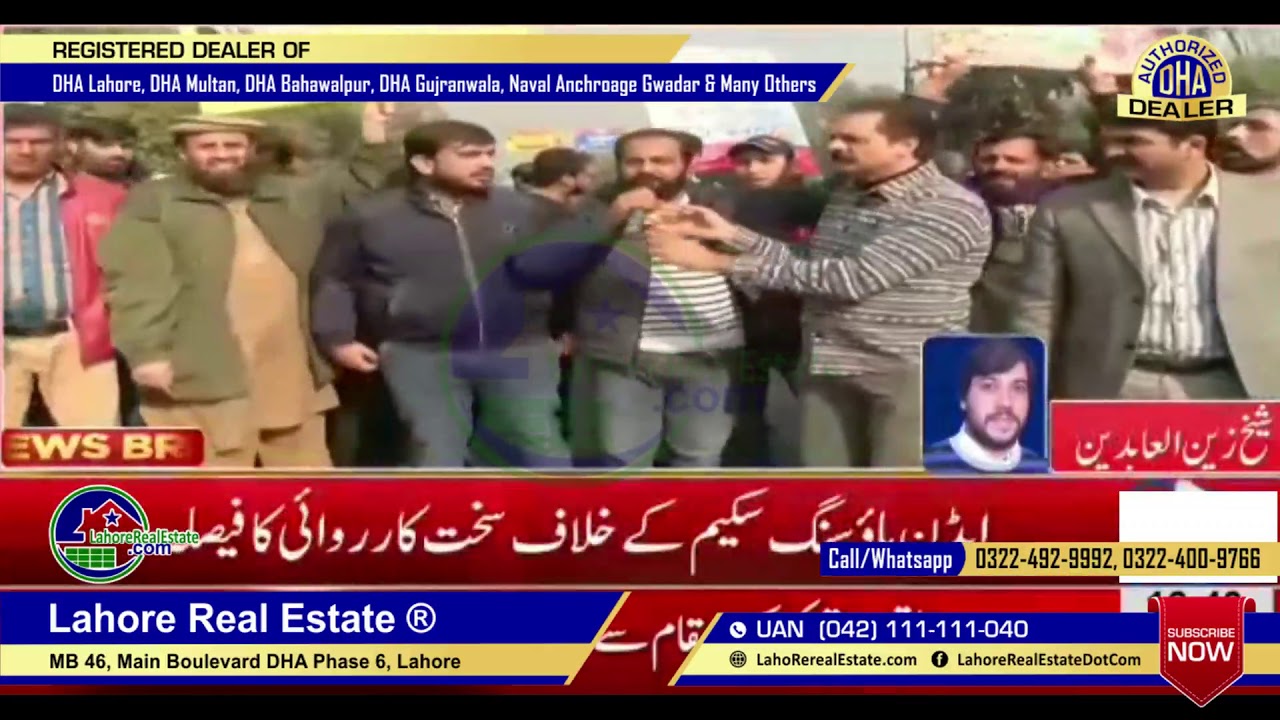 REGISTERED DEALER OF
DHA Lahore, DHA Multan, DHA Bahawalpur, DHA Gujranwala, Naval Anchroage Gwadar & Many Others
AUTHORIZED
DHA
DEALER
.com
شیخ زین العابدین
EWS BR
ہاؤسنگ سکیم کے خلاف سخت کارروائی کا فیصلہ
LahoreRealEstate
.com
Call/Whatsapp 0322-492-9992, 0322-400-9766
Lahore Real Estate ®
MB 46, Main Boulevard DHA Phase 6, Lahore
سے
UAN (042) 111-111-040
LahoRerealEstate.com LahoreRealEstateDotCom
SUBSCRIBE
NOW